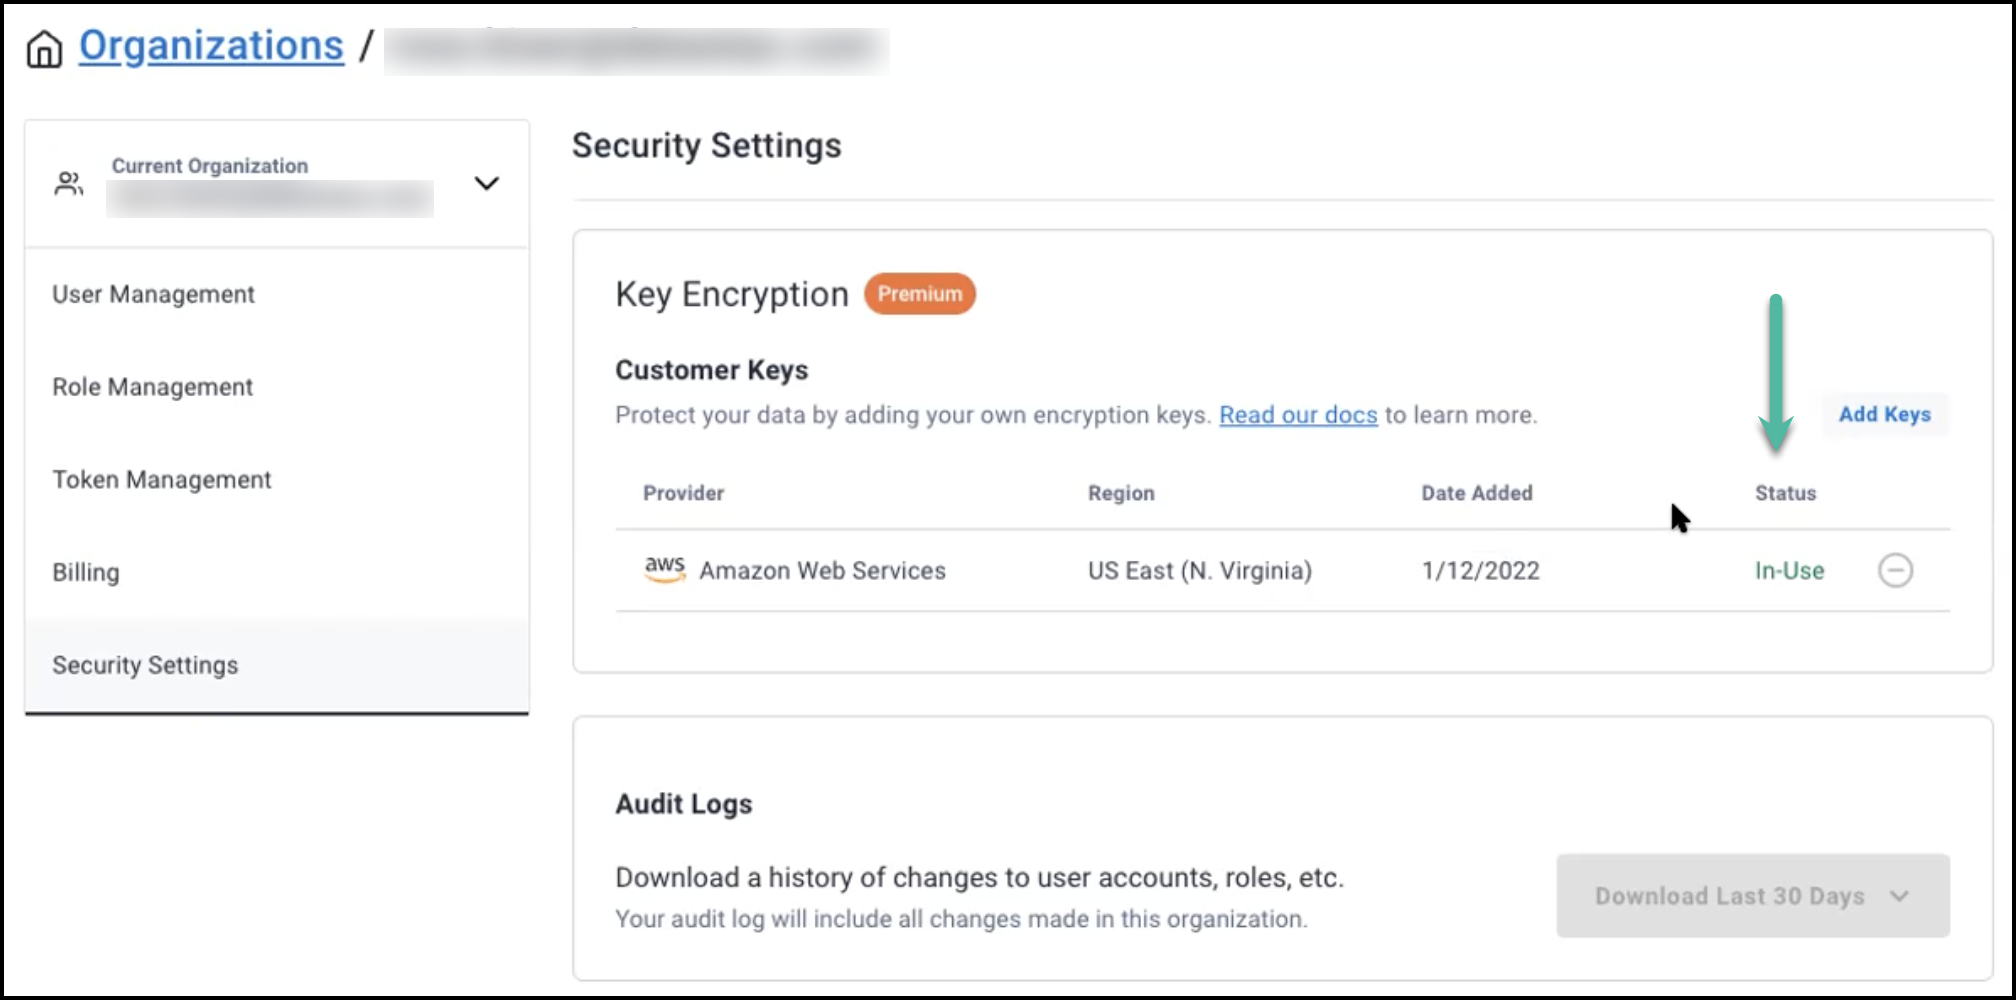 Organizations /
Current Organization
User Management
Role Management
Token Management
Billing
Security Settings
Security Settings
Key Encryption Premium
Customer Keys
Protect your data by adding your own encryption keys. Read our docs to learn more.
Add Keys
Provider Region Date Added Status
aws Amazon Web Services US East (N. Virginia) 1/12/2022 In-Use
Audit Logs
Download a history of changes to user accounts, roles, etc.
Your audit log will include all changes made in this organization.
Download Last 30 Days